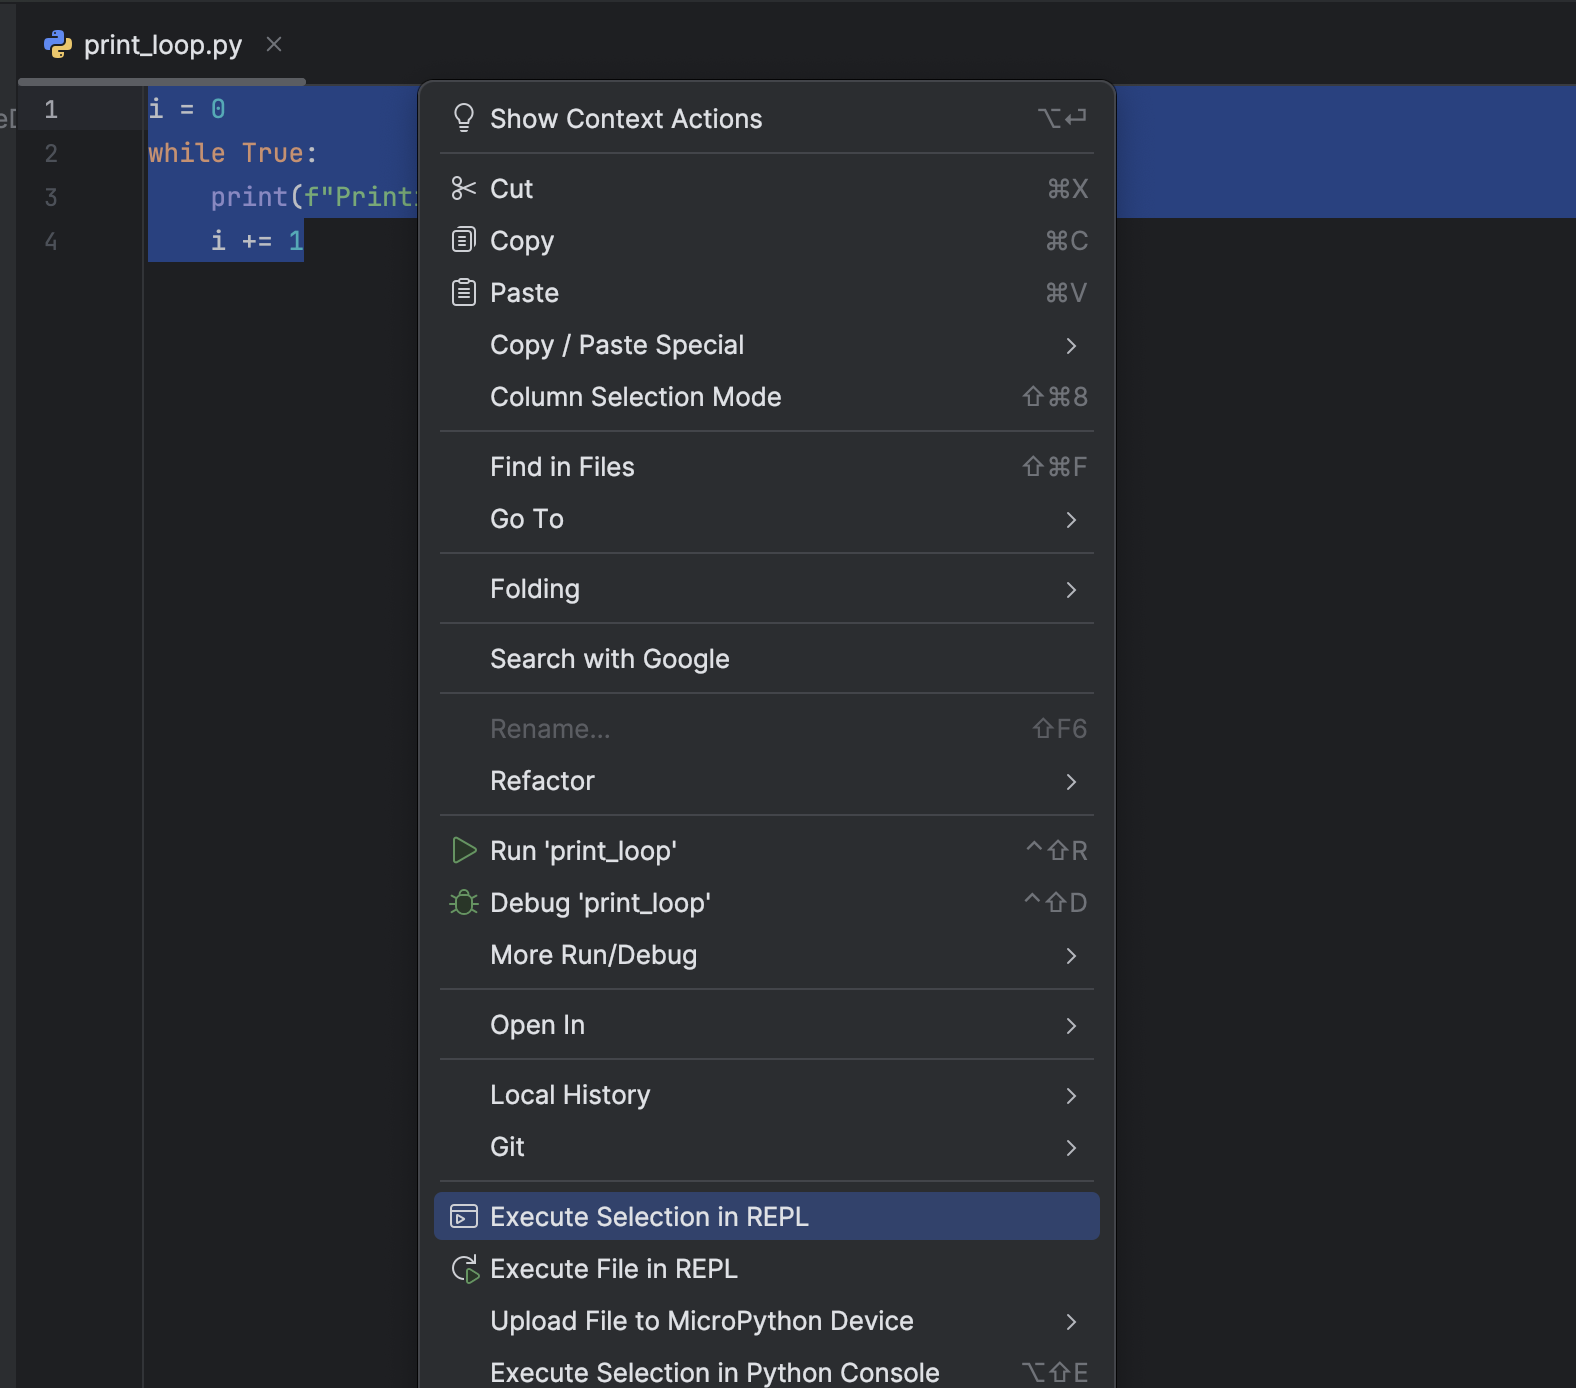 print_loop.py
1 i = 0
2 while True:
3 print(f"Printi
4 i += 1
Show Context Actions ⌥↩
Cut ⌘X
Copy ⌘C
Paste ⌘V
Copy / Paste Special
Column Selection Mode ⇧⌘8
Find in Files ⇧⌘F
Go To
Folding
Search with Google
Rename... ⇧F6
Refactor
Run 'print_loop' ^⇧R
Debug 'print_loop' ^⇧D
More Run/Debug
Open In
Local History
Git
Execute Selection in REPL
Execute File in REPL
Upload File to MicroPython Device
Execute Selection in Python Console ⌥⇧E